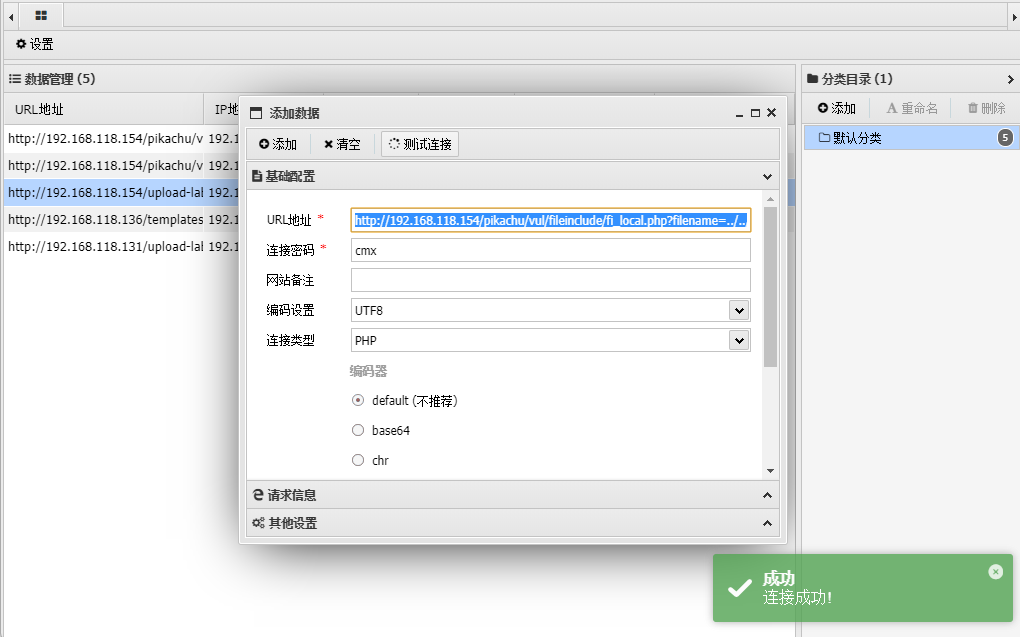 设置
数据管理 (5)
URL地址 IP地
http://192.168.118.154/pikachu/v 192.1
http://192.168.118.154/pikachu/v 192.1
http://192.168.118.154/upload-lal 192.1
http://192.168.118.136/templates 192.1
http://192.168.118.131/upload-lal 192.1
添加数据
添加 清空 测试连接
基础配置
URL地址 * http://192.168.118.154/pikachu/vul/fileinclude/fi_local.php?filename=../..
连接密码 * cmx
网站备注
编码设置 UTF8
连接类型 PHP
编码器
default (不推荐)
base64
chr
请求信息
其他设置
分类目录 (1)
添加 A 重命名 删除
默认分类 5
成功
连接成功!